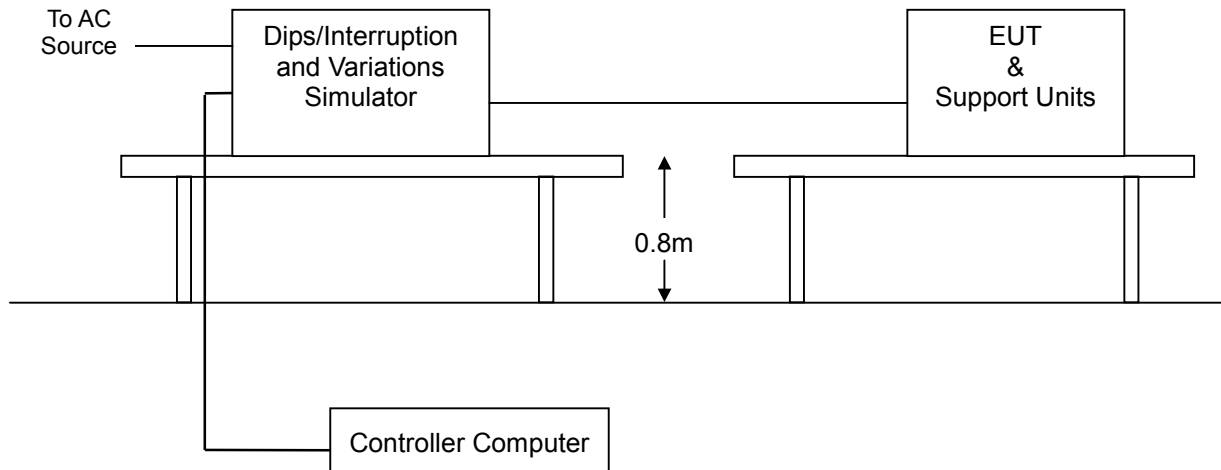 To AC
Source
Dips/Interruption
and Variations
Simulator
EUT
&
Support Units
0.8m
Controller Computer